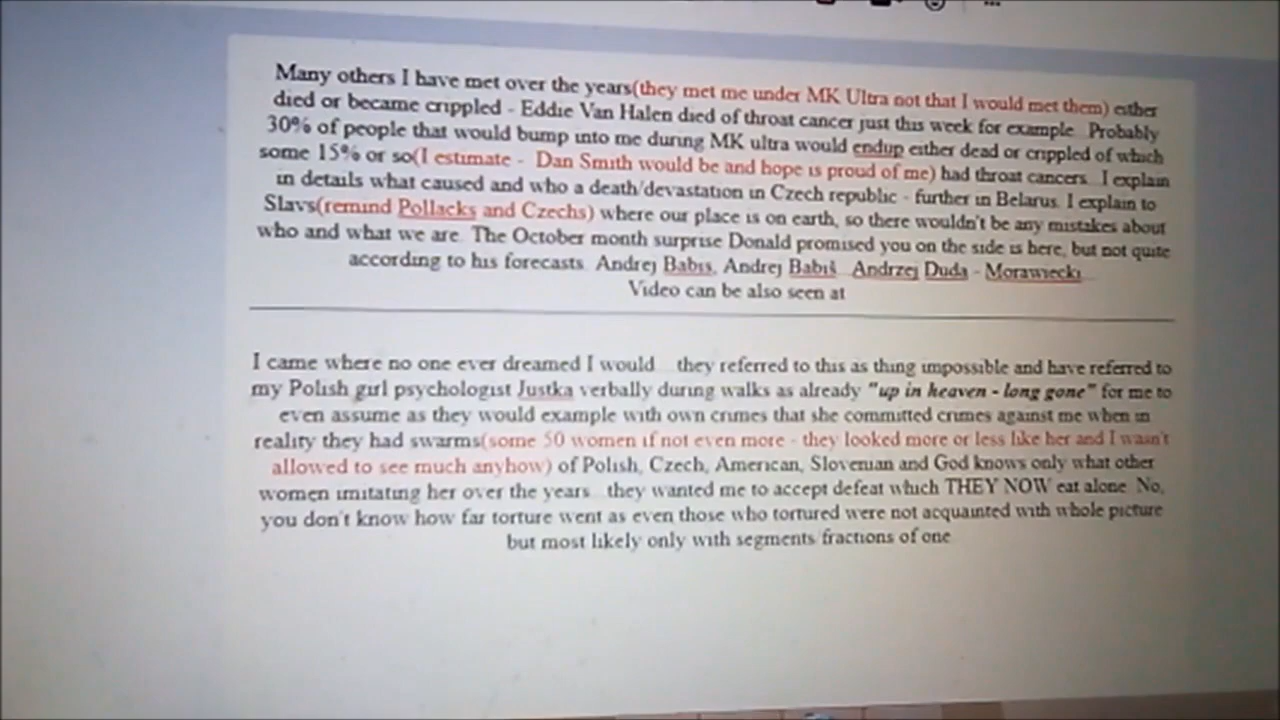 Many others I have met over the years(they met me under MK Ultra not that I would met them) either
died or became crippled - Eddie Van Halen died of throat cancer just this week for example. Probably
30% of people that would bump into me during MK ultra would endup either dead or crippled of which
some 15% or so(I estimate - Dan Smith would be and hope is proud of me) had throat cancers. I explain
in details what caused and who a death/devastation in Czech republic - further in Belarus. I explain to
Slavs(remind Pollacks and Czechs) where our place is on earth, so there wouldn't be any mistakes about
who and what we are. The October month surprise Donald promised you on the side is here, but not quite
according to his forecasts. Andrej Babis, Andrej Babiš...Andrzej Duda - Morawiecki...
Video can be also seen at
I came where no one ever dreamed I would... they referred to this as thing impossible and have referred to
my Polish girl psychologist Justka verbally during walks as already "up in heaven - long gone" for me to
even assume as they would example with own crimes that she committed crimes against me when in
reality they had swarms(some 50 women if not even more - they looked more or less like her and I wasn't
allowed to see much anyhow) of Polish, Czech, American, Slovenian and God knows only what other
women imitating her over the years...they wanted me to accept defeat which THEY NOW eat alone. No,
you don't know how far torture went as even those who tortured were not acquainted with whole picture
but most likely only with segments/fractions of one.